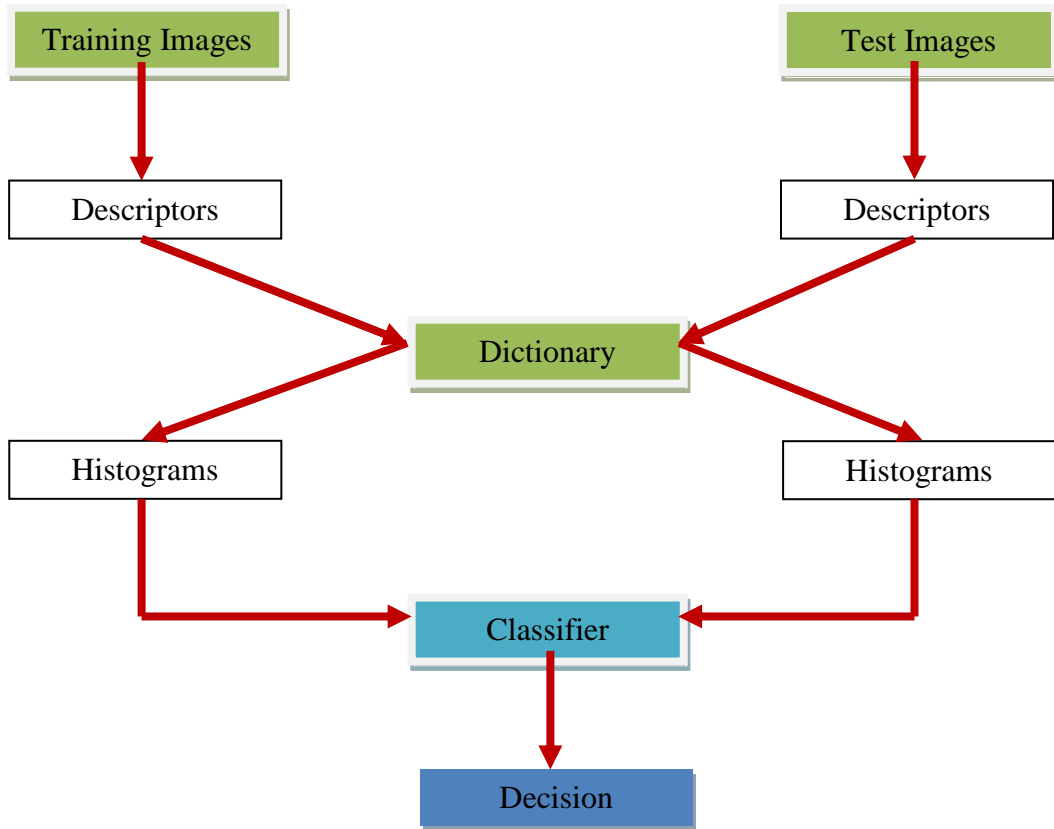 Training Images
Test Images
Descriptors
Descriptors
Dictionary
Histograms
Histograms
Classifier
Decision